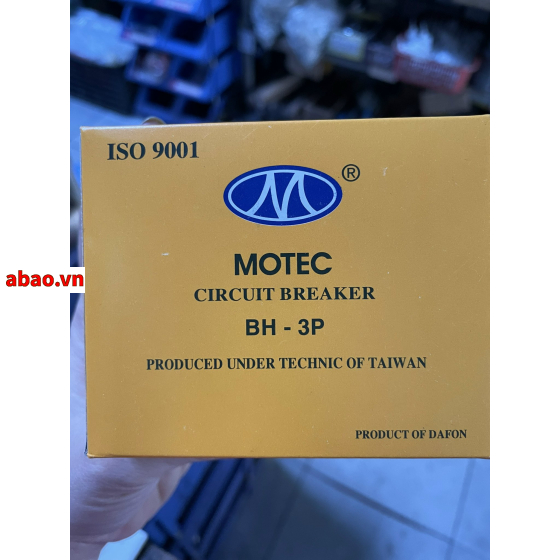 ISO 9001
®
MOTEC
abao.vn
CIRCUIT BREAKER
BH - 3P
PRODUCED UNDER TECHNIC OF TAIWAN
PRODUCT OF DAFON